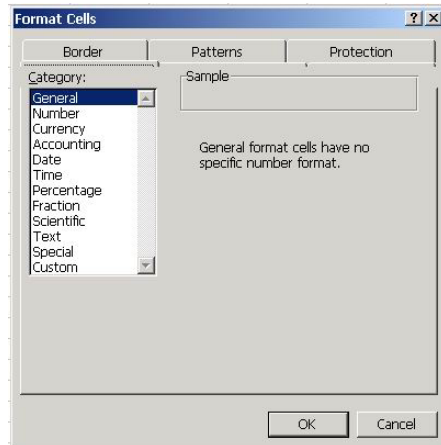 Format Cells
Border Patterns Protection
Category:
General
Number
Currency
Accounting
Date
Time
Percentage
Fraction
Scientific
Text
Special
Custom
Sample
General format cells have no
specific number format.
OK Cancel